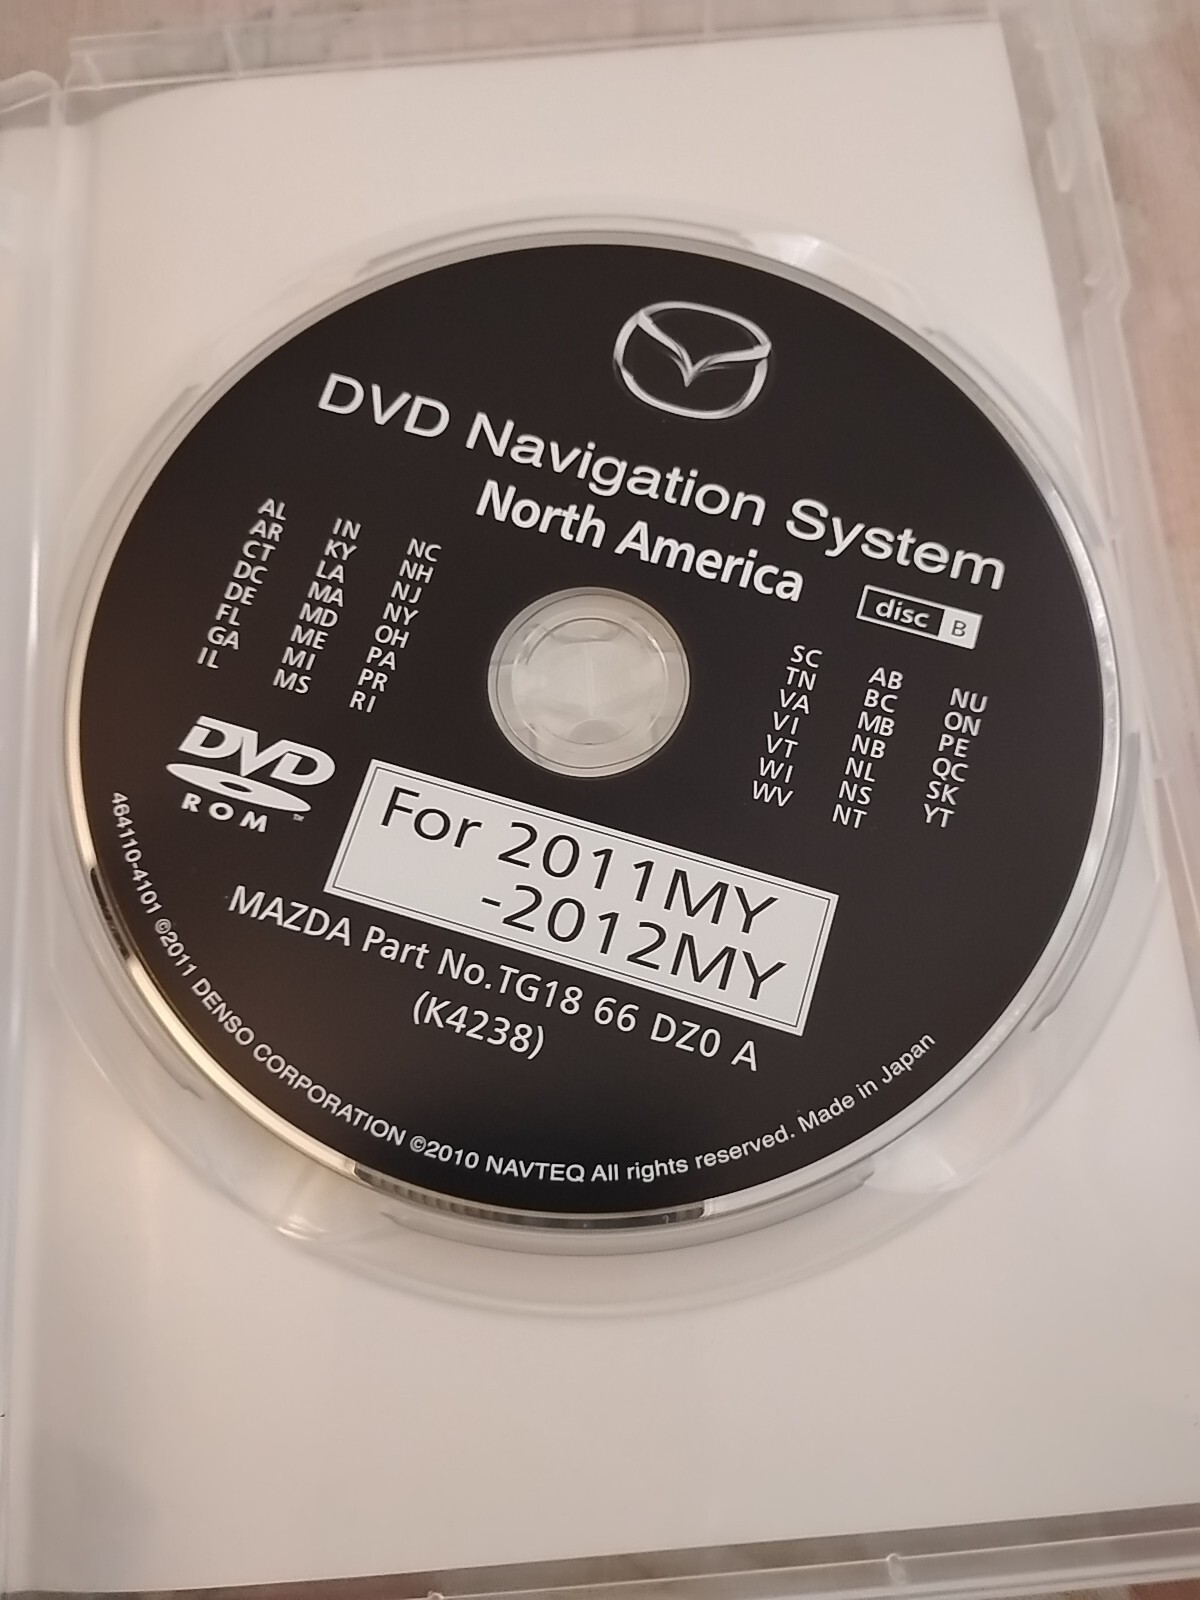 DVD Navigation System
North America
disc B
AL
AR
CT
DC
DE
FL
GA
IL
IN
KY
LA
MA
MD
ME
MI
MS
NC
NH
NJ
NY
OH
PA
PR
RI
SC
TN
VA
VI
VT
WI
WV
AB
BC
MB
NB
NL
NS
NT
NU
ON
PE
QC
SK
YT
DVD
ROM™
For 2011MY
-2012MY
MAZDA Part No.TG18 66 DZ0 A
(K4238)
464110-4101 ©2011 DENSO CORPORATION ©2010 NAVTEQ All rights reserved. Made in Japan